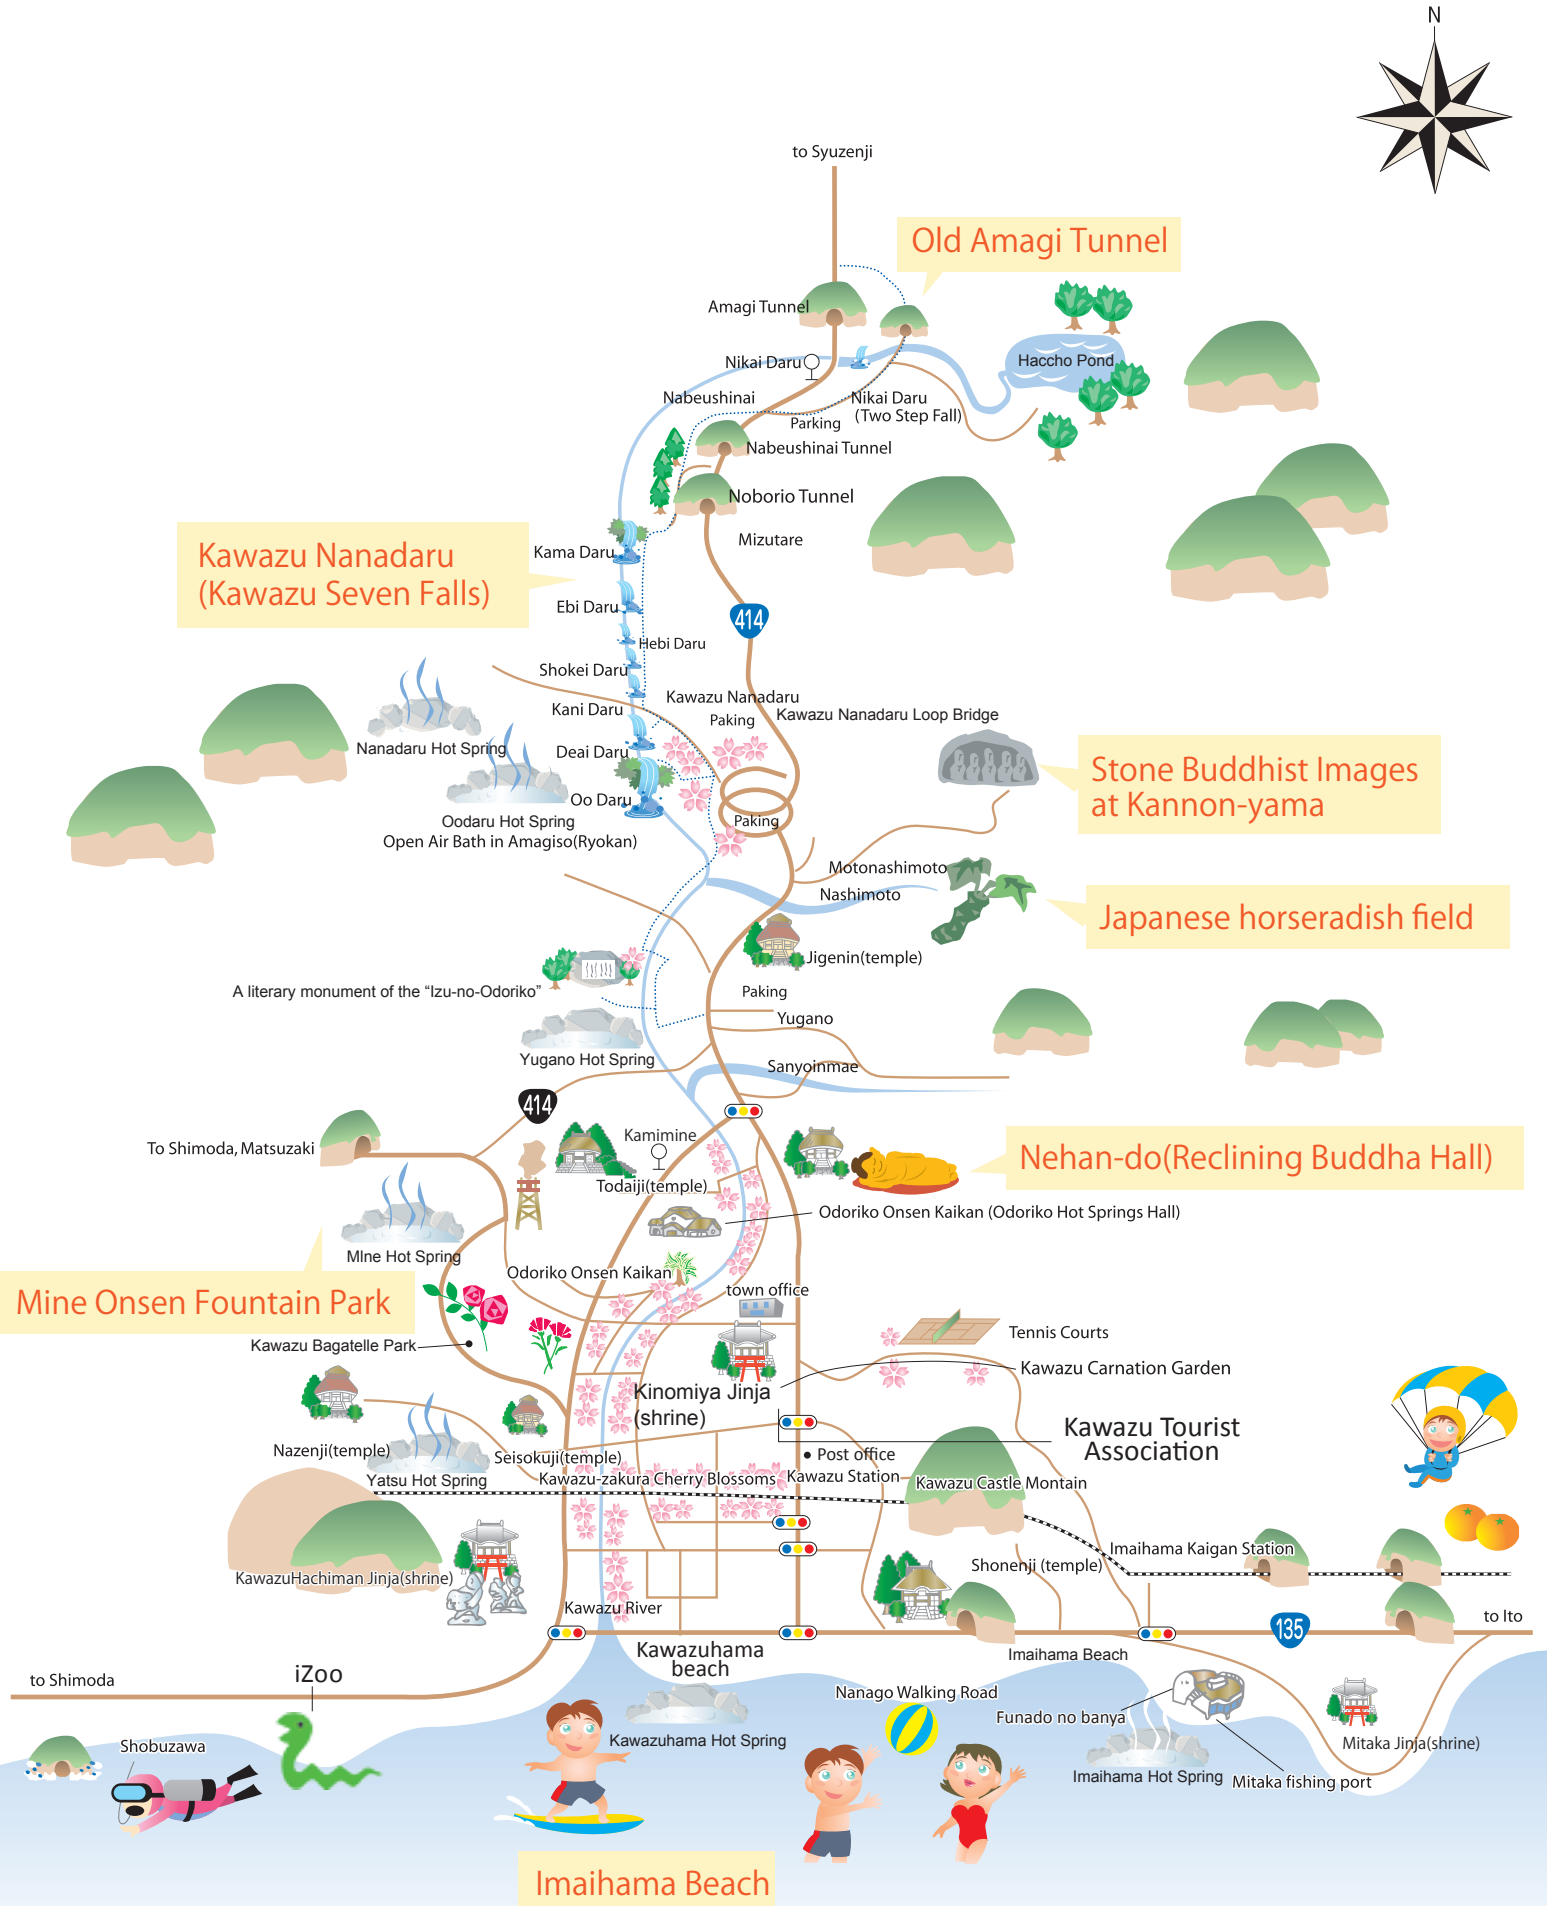 N
to Syuzenji
Old Amagi Tunnel
Amagi Tunnel
Nikai Daru
Haccho Pond
Nabeushinai
Nikai Daru
(Two Step Fall)
Parking
Nabeushinai Tunnel
Noborio Tunnel
Mizutare
Kawazu Nanadaru
(Kawazu Seven Falls)
Kama Daru
Ebi Daru
414
Hebi Daru
Shokei Daru
Kawazu Nanadaru
Kani Daru
Paking
Kawazu Nanadaru Loop Bridge
Nanadaru Hot Spring
Deai Daru
Stone Buddhist Images
at Kannon-yama
Oo Daru
Oodaru Hot Spring
Paking
Open Air Bath in Amagiso(Ryokan)
Motonashimoto
Nashimoto
Japanese horseradish field
Jigenin(temple)
A literary monument of the “Izu-no-Odoriko”
Paking
Yugano
Yugano Hot Spring
Sanyoinmae
414
To Shimoda, Matsuzaki
Kamimine
Nehan-do(Reclining Buddha Hall)
Todaiji(temple)
Odoriko Onsen Kaikan (Odoriko Hot Springs Hall)
MIne Hot Spring
Odoriko Onsen Kaikan
town office
Mine Onsen Fountain Park
Kawazu Bagatelle Park
Tennis Courts
Kawazu Carnation Garden
Kinomiya Jinja
(shrine)
Kawazu Tourist
Association
Nazenji(temple)
Seisokuji(temple)
Post office
Yatsu Hot Spring
Kawazu-zakura Cherry Blossoms
Kawazu Station
Kawazu Castle Montain
Imaihama Kaigan Station
Shonenji (temple)
KawazuHachiman Jinja(shrine)
Kawazu River
to Ito
135
Kawazuhama
beach
Imaihama Beach
to Shimoda
iZoo
Nanago Walking Road
Funado no banya
Shobuzawa
Kawazuhama Hot Spring
Mitaka Jinja(shrine)
Imaihama Hot Spring
Mitaka fishing port
Imaihama Beach